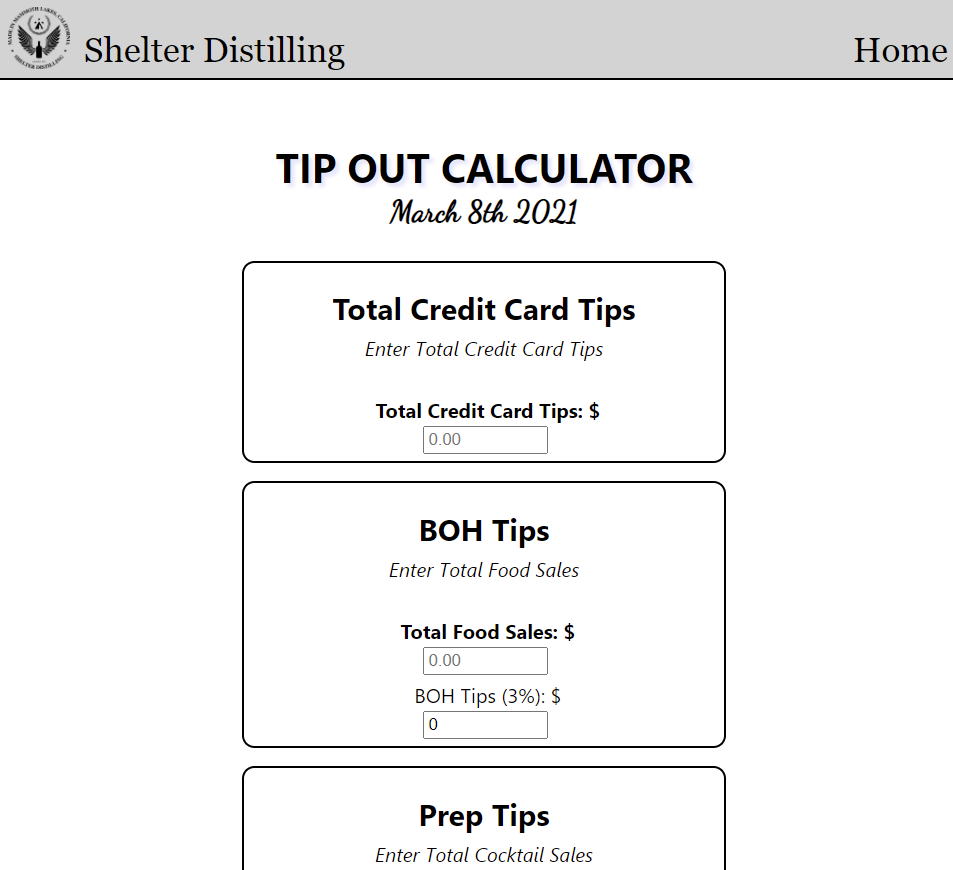 MADE IN MAMMOTH LAKES, CALIFORNIA
SHELTER DISTILLING
Shelter Distilling
Home
TIP OUT CALCULATOR
March 8th 2021
Total Credit Card Tips
Enter Total Credit Card Tips
Total Credit Card Tips: $
0.00
BOH Tips
Enter Total Food Sales
Total Food Sales: $
0.00
BOH Tips (3%): $
0
Prep Tips
Enter Total Cocktail Sales